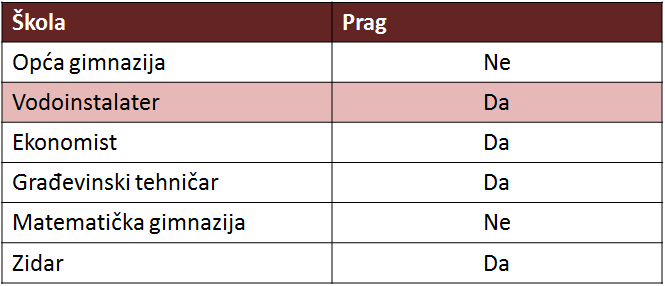 Škola Prag
Opća gimnazija Ne
Vodoinstalater Da
Ekonomist Da
Građevinski tehničar Da
Matematička gimnazija Ne
Zidar Da